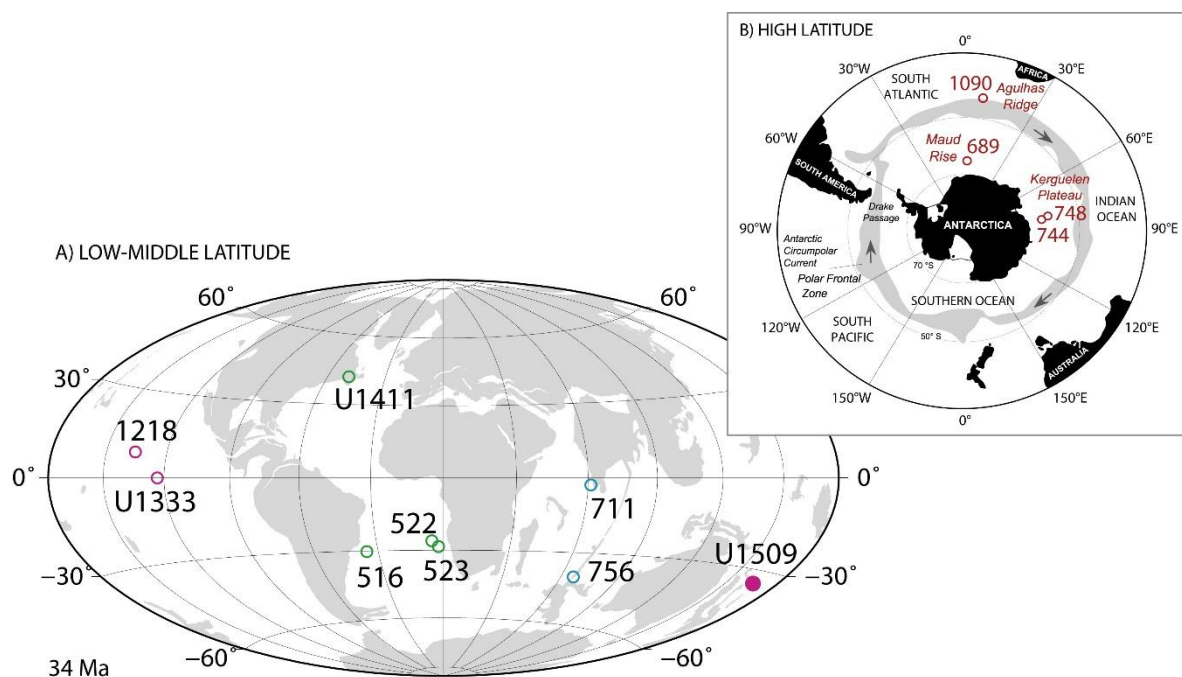 B) HIGH LATITUDE
0°
30°W
30°E
SOUTH
ATLANTIC
1090
AFRICA
Agulhas
Ridge
60°W
60°E
Maud
Rise
689
SOUTH AMERICA
Kerguelen
Plateau
Drake
Passage
ANTARCTICA
748
744
INDIAN
OCEAN
90°W
90°E
Antarctic
Circumpolar
Current
Polar Frontal
Zone
70 °S
SOUTHERN OCEAN
120°W
120°E
SOUTH
PACIFIC
50° S
AUSTRALIA
150°W
150°E
0°
A) LOW-MIDDLE LATITUDE
60°
60°
30°
U1411
1218
0°
0°
U1333
711
522
U1509
516
523
756
−30°
−30°
−60°
−60°
34 Ma